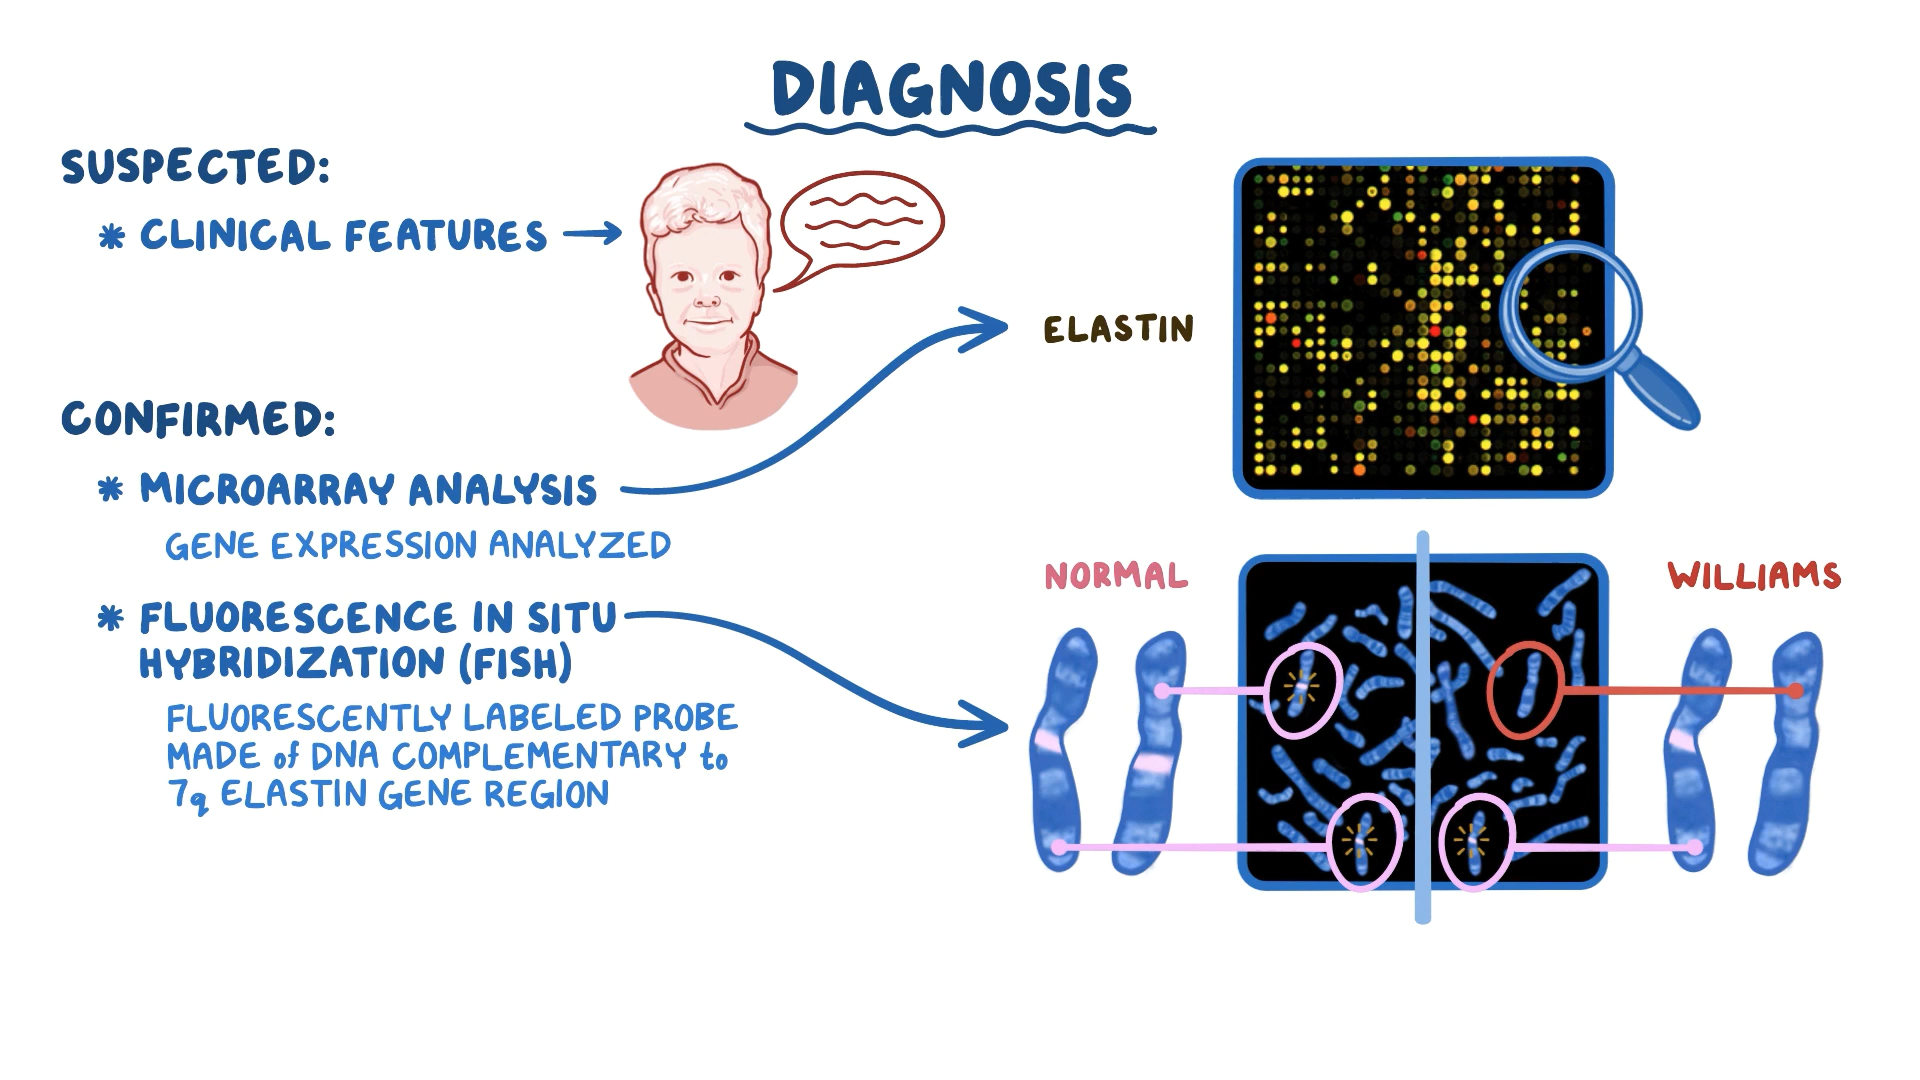 DIAGNOSIS
SUSPECTED:
* CLINICAL FEATURES →
CONFIRMED:
* MICROARRAY ANALYSIS
GENE EXPRESSION ANALYZED
* FLUORESCENCE IN SITU
HYBRIDIZATION (FISH)
FLUORESCENTLY LABELED PROBE
MADE of DNA COMPLEMENTARY to
7q ELASTIN GENE REGION
ELASTIN
NORMAL
WILLIAMS